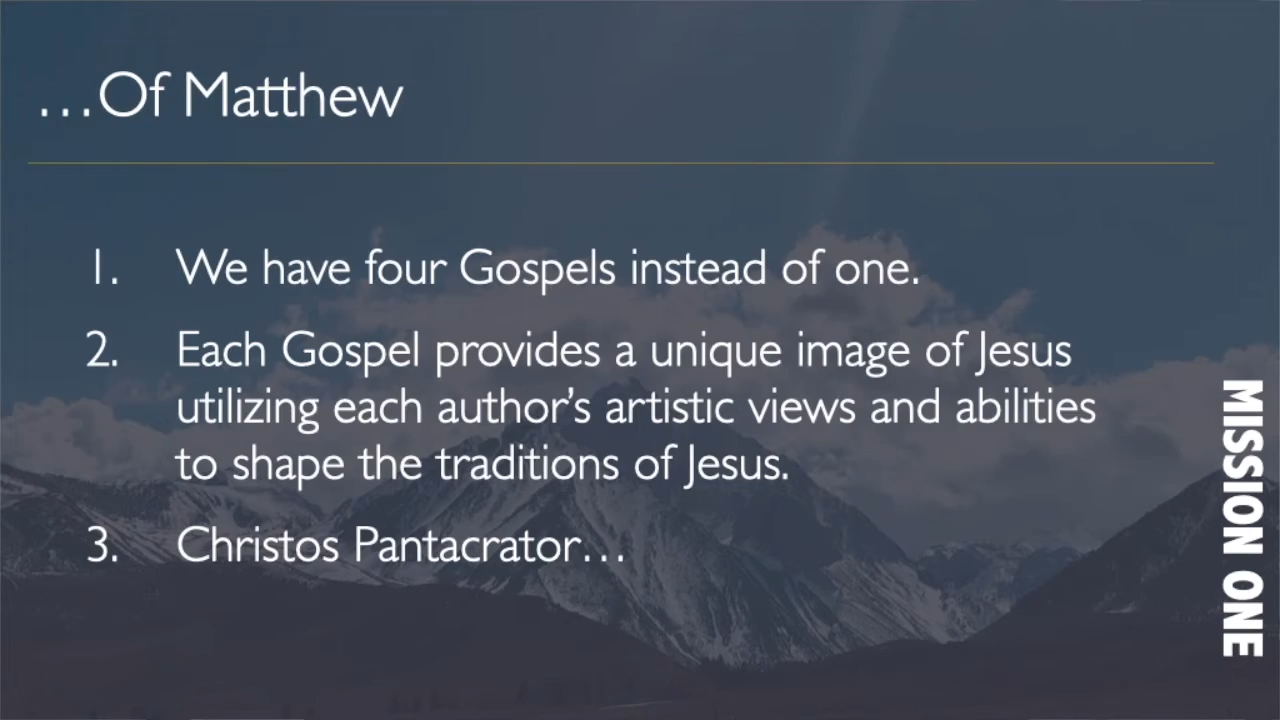 …Of Matthew
1. We have four Gospels instead of one.
2. Each Gospel provides a unique image of Jesus
utilizing each author’s artistic views and abilities
to shape the traditions of Jesus.
3. Christos Pantacrator…
MISSION ONE